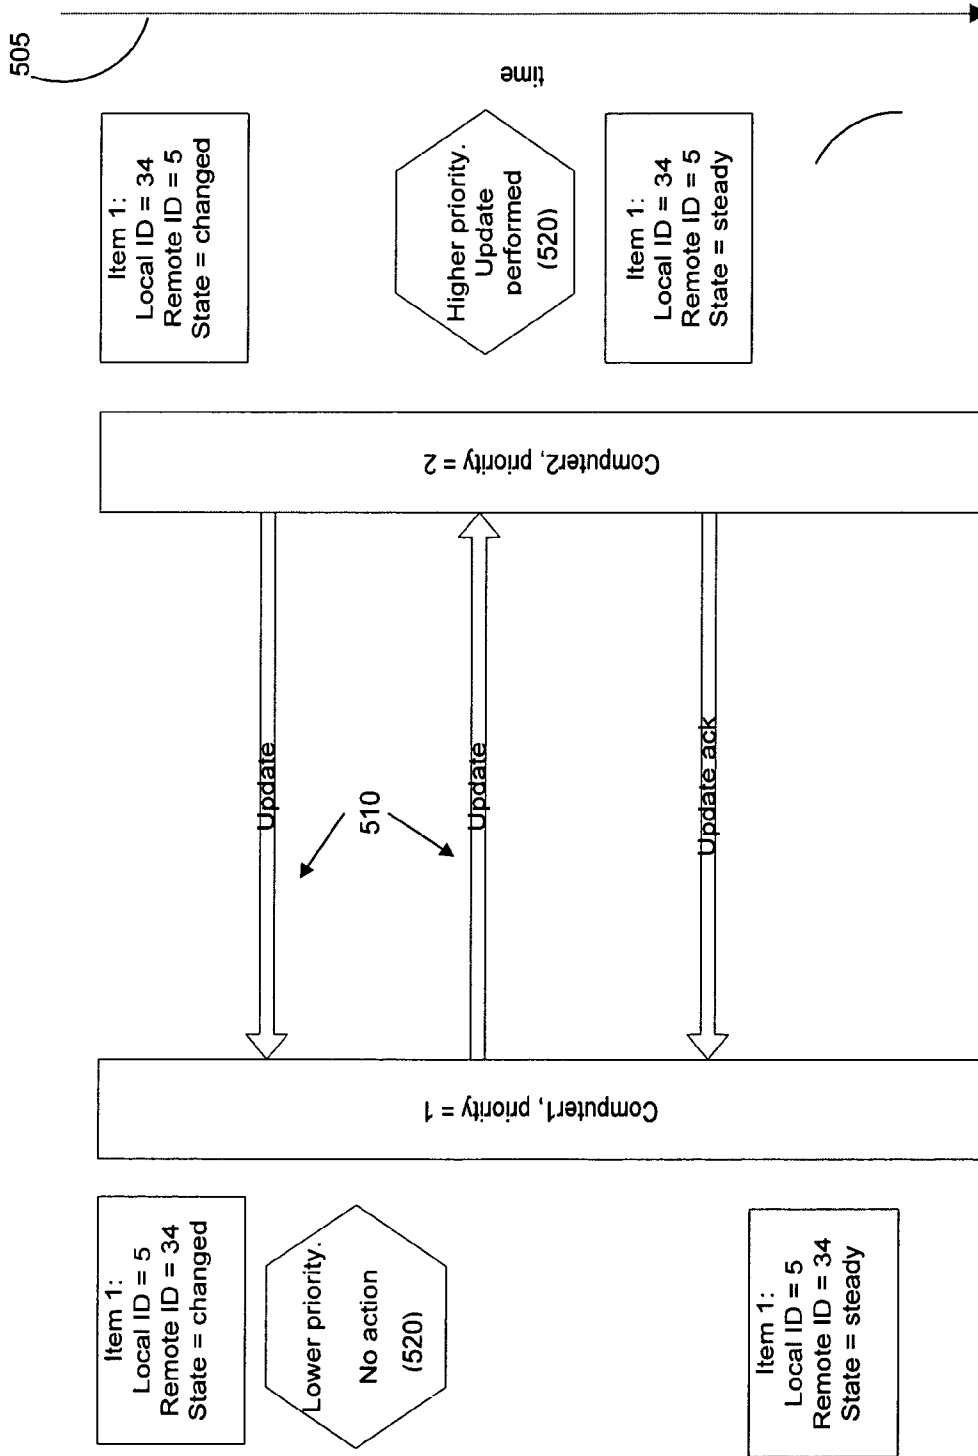 Item 1:
Local ID = 5
Remote ID = 34
State = changed
Lower priority.
No action
(520)
Item 1:
Local ID = 5
Remote ID = 34
State = steady
Computer1, priority = 1
Update
510
Update
Update ack
Computer2, priority = 2
Item 1:
Local ID = 34
Remote ID = 5
State = changed
Higher priority.
Update
performed
(520)
Item 1:
Local ID = 34
Remote ID = 5
State = steady
time
505